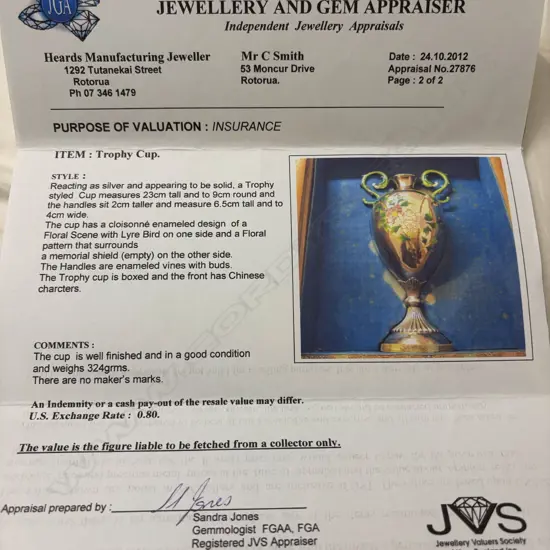 JGA
JEWELLERY AND GEM APPRAISER
Independent Jewellery Appraisals
Heards Manufacturing Jeweller
1292 Tutanekai Street
Rotorua
Ph 07 346 1479
Mr C Smith
53 Moncur Drive
Rotorua.
Date : 24.10.2012
Appraisal No.27876
Page : 2 of 2
PURPOSE OF VALUATION : INSURANCE
ITEM : Trophy Cup.
STYLE :
Reacting as silver and appearing to be solid, a Trophy
styled Cup measures 23cm tall and to 9cm round and
the handles sit 2cm taller and measure 6.5cm tall and to
4cm wide.
The cup has a cloisonné enameled design of a
Floral Scene with Lyre Bird on one side and a Floral
pattern that surrounds
a memorial shield (empty) on the other side.
The Handles are enameled vines with buds.
The Trophy cup is boxed and the front has Chinese
charcters.
COMMENTS :
The cup is well finished and in a good condition
and weighs 324grms.
There are no maker's marks.
An Indemnity or a cash pay-out of the resale value may differ.
U.S. Exchange Rate : 0.80.
The value is the figure liable to be fetched from a collector only.
Appraisal prepared by :
S Jones
Sandra Jones
Gemmologist FGAA, FGA
Registered JVS Appraiser
JVS
Jewellery Valuers Society